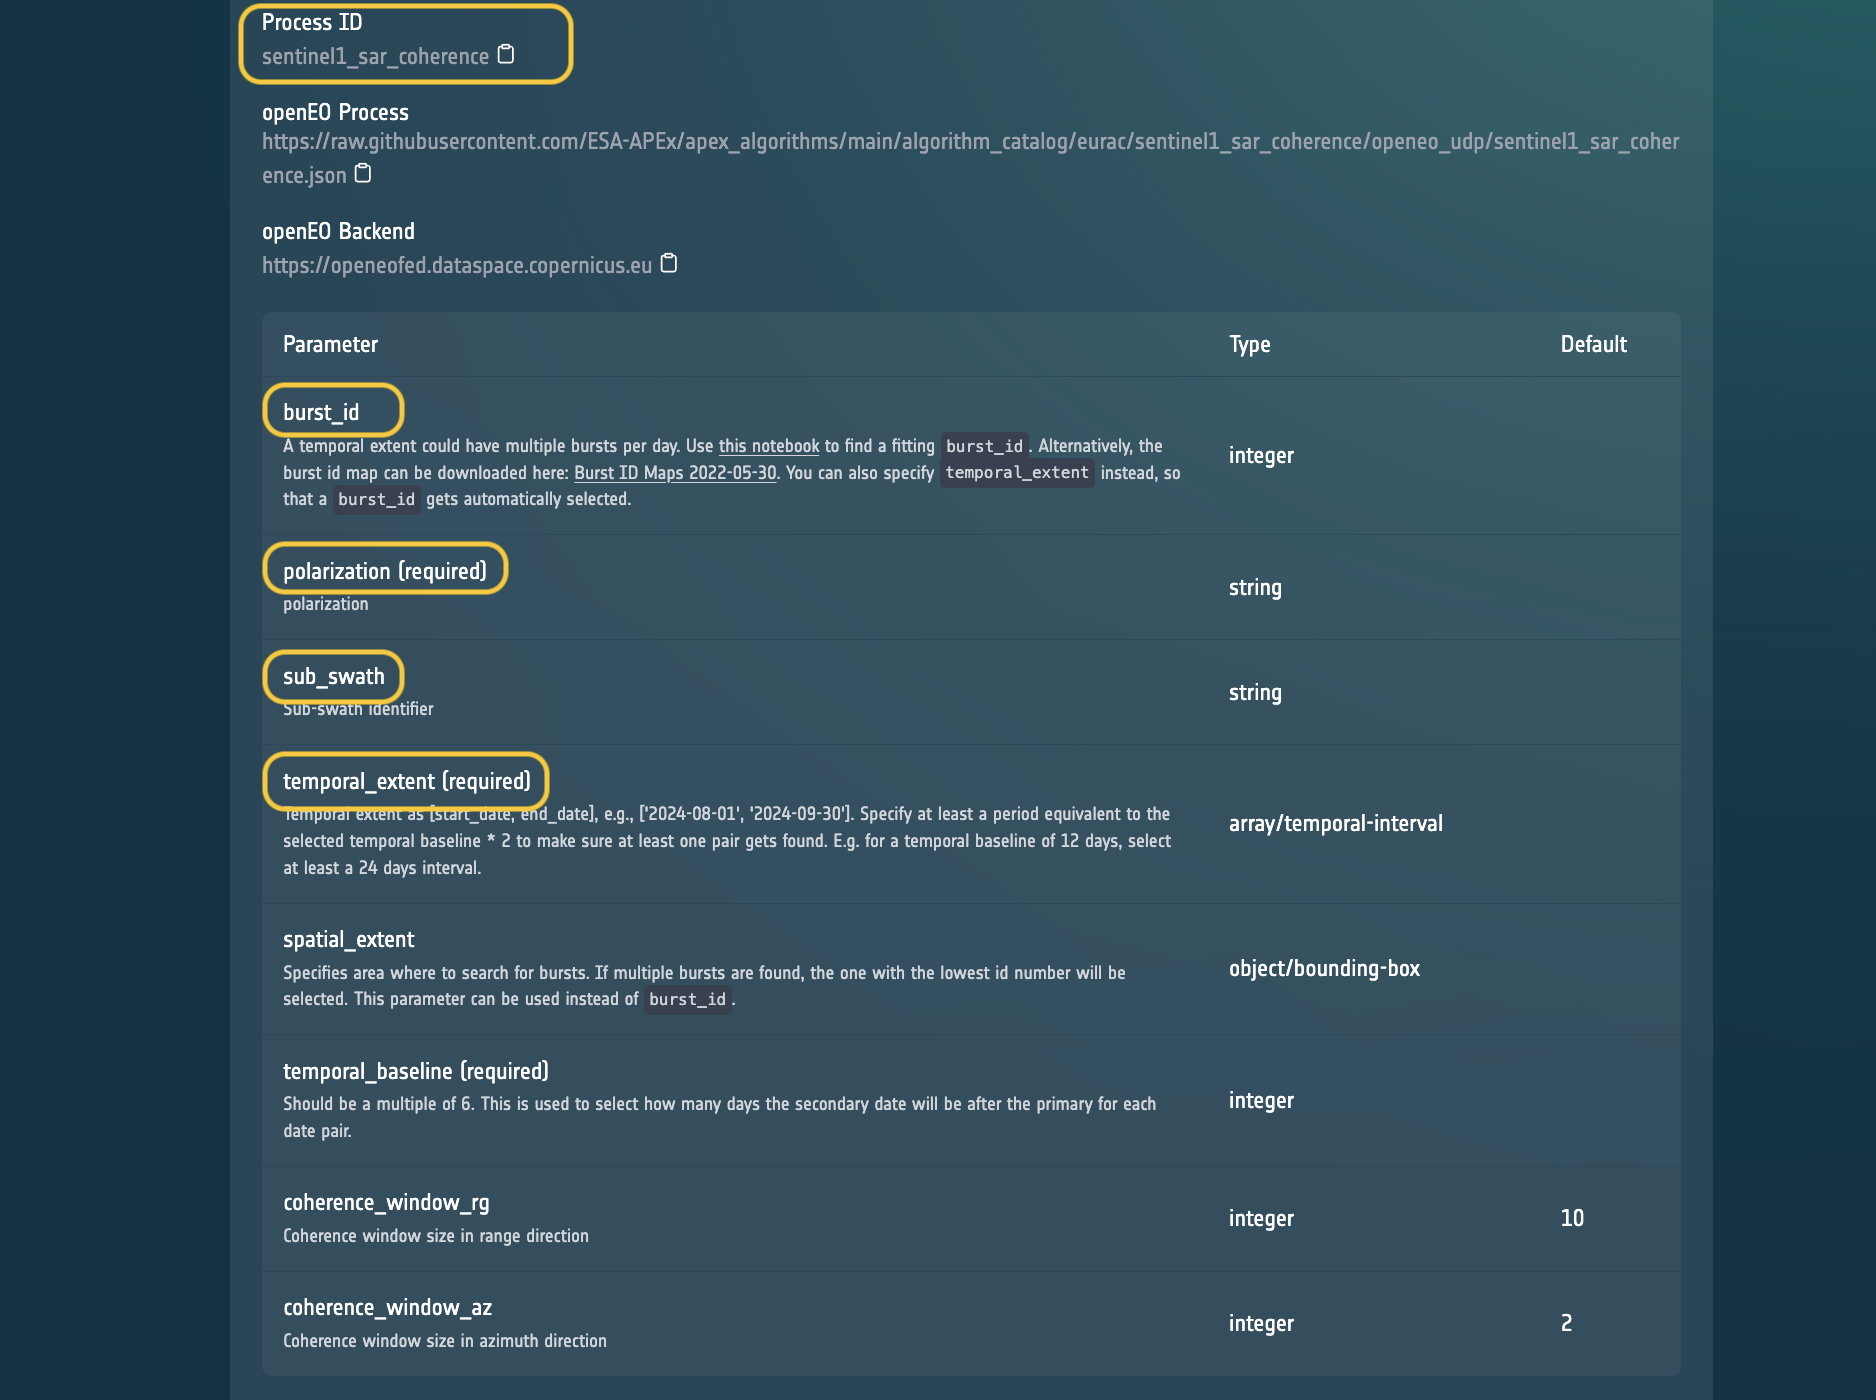 Process ID
sentinel1_sar_coherence
openEO Process
https://raw.githubusercontent.com/ESA-APEx/apex_algorithms/main/algorithm_catalog/eurac/sentinel1_sar_coherence/openeo_udp/sentinel1_sar_coher
ence.json
openEO Backend
https://openeofed.dataspace.copernicus.eu
Parameter Type Default
burst_id
A temporal extent could have multiple bursts per day. Use this notebook to find a fitting burst_id. Alternatively, the
burst id map can be downloaded here: Burst ID Maps 2022-05-30. You can also specify temporal_extent instead, so
that a burst_id gets automatically selected.
integer
polarization (required)
polarization
string
sub_swath
Sub-swath identifier
string
temporal_extent (required)
Temporal extent as [start_date, end_date], e.g., ['2024-08-01', '2024-09-30']. Specify at least a period equivalent to the
selected temporal baseline * 2 to make sure at least one pair gets found. E.g. for a temporal baseline of 12 days, select
at least a 24 days interval.
array/temporal-interval
spatial_extent
Specifies area where to search for bursts. If multiple bursts are found, the one with the lowest id number will be
selected. This parameter can be used instead of burst_id.
object/bounding-box
temporal_baseline (required)
Should be a multiple of 6. This is used to select how many days the secondary date will be after the primary for each
date pair.
integer
coherence_window_rg
Coherence window size in range direction
integer 10
coherence_window_az
Coherence window size in azimuth direction
integer 2